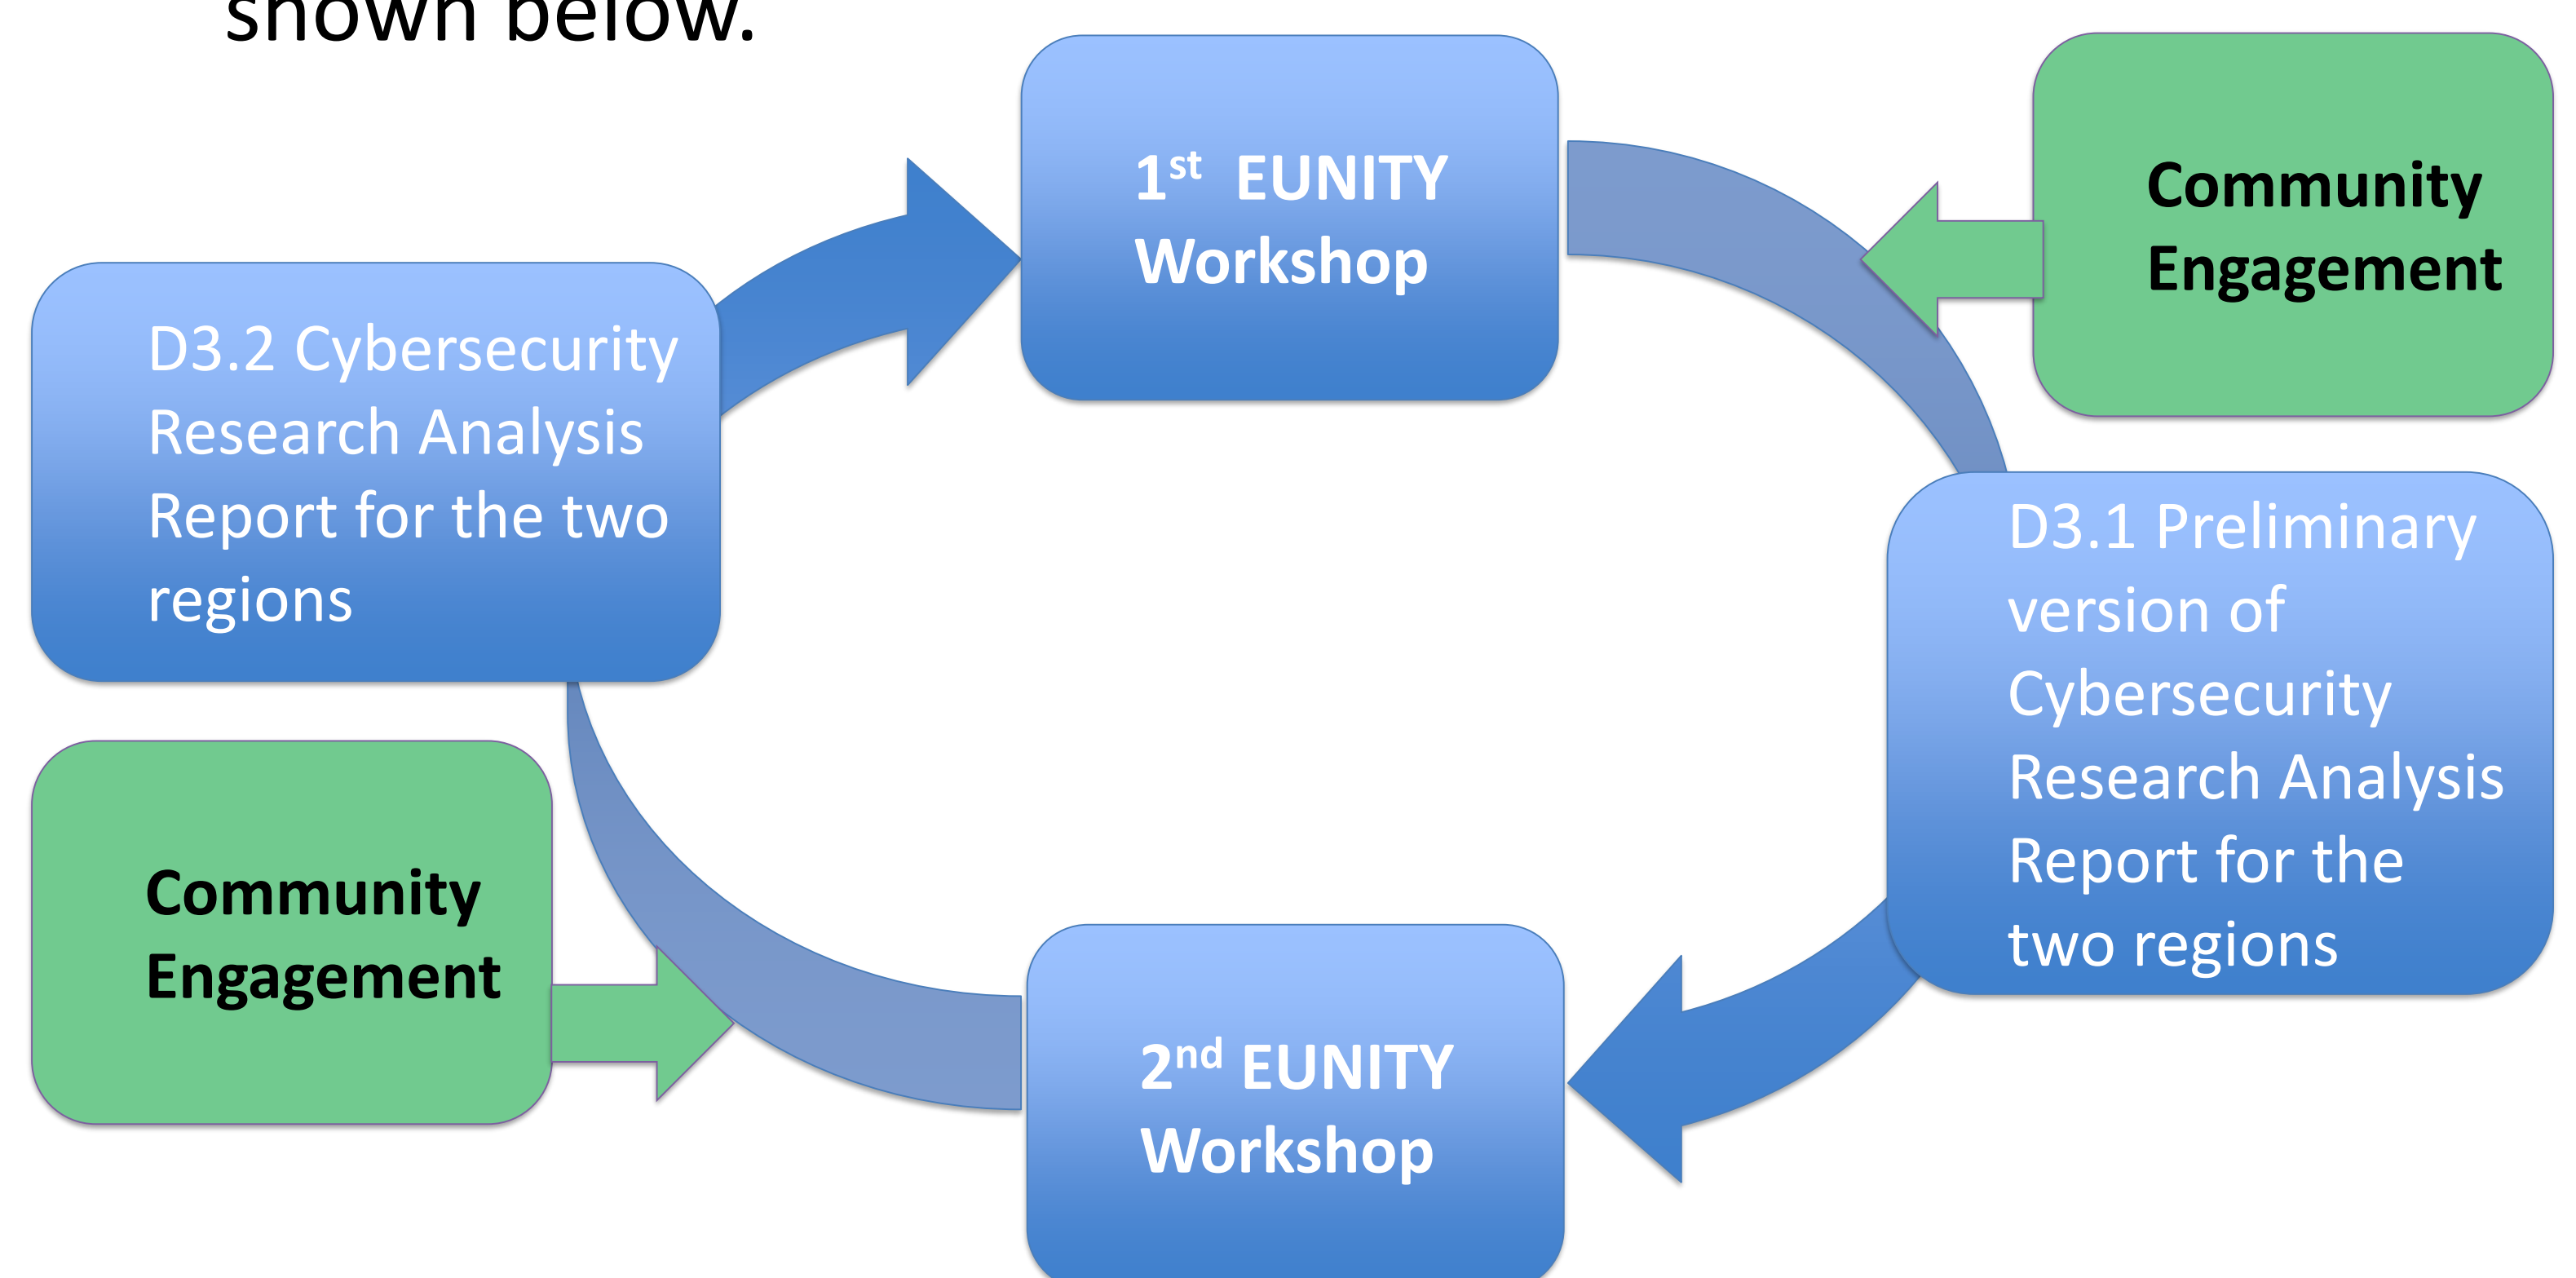 shown below.
1st EUNITY
Workshop
Community
Engagement
D3.2 Cybersecurity
Research Analysis
Report for the two
regions
D3.1 Preliminary
version of
Cybersecurity
Research Analysis
Report for the
two regions
Community
Engagement
2nd EUNITY
Workshop